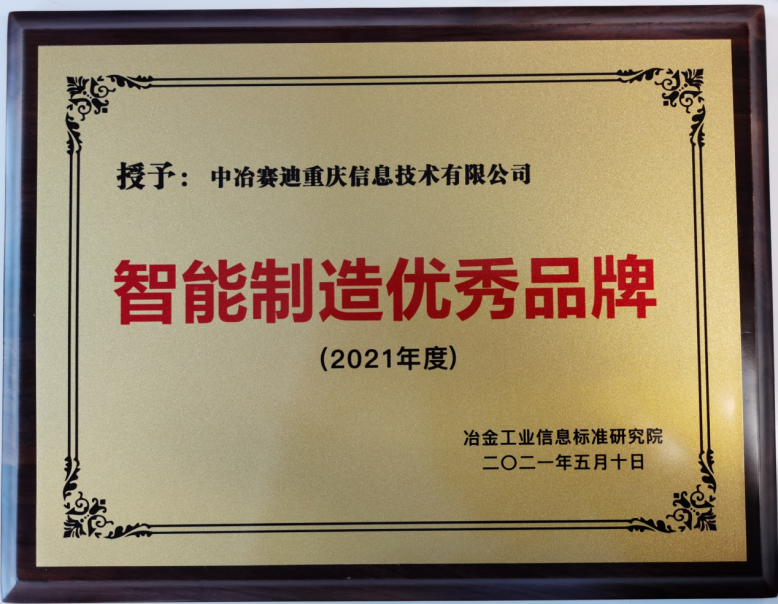 授予：中冶赛迪重庆信息技术有限公司
智能制造优秀品牌
(2021年度)
冶金工业信息标准研究院
二〇二一年五月十日